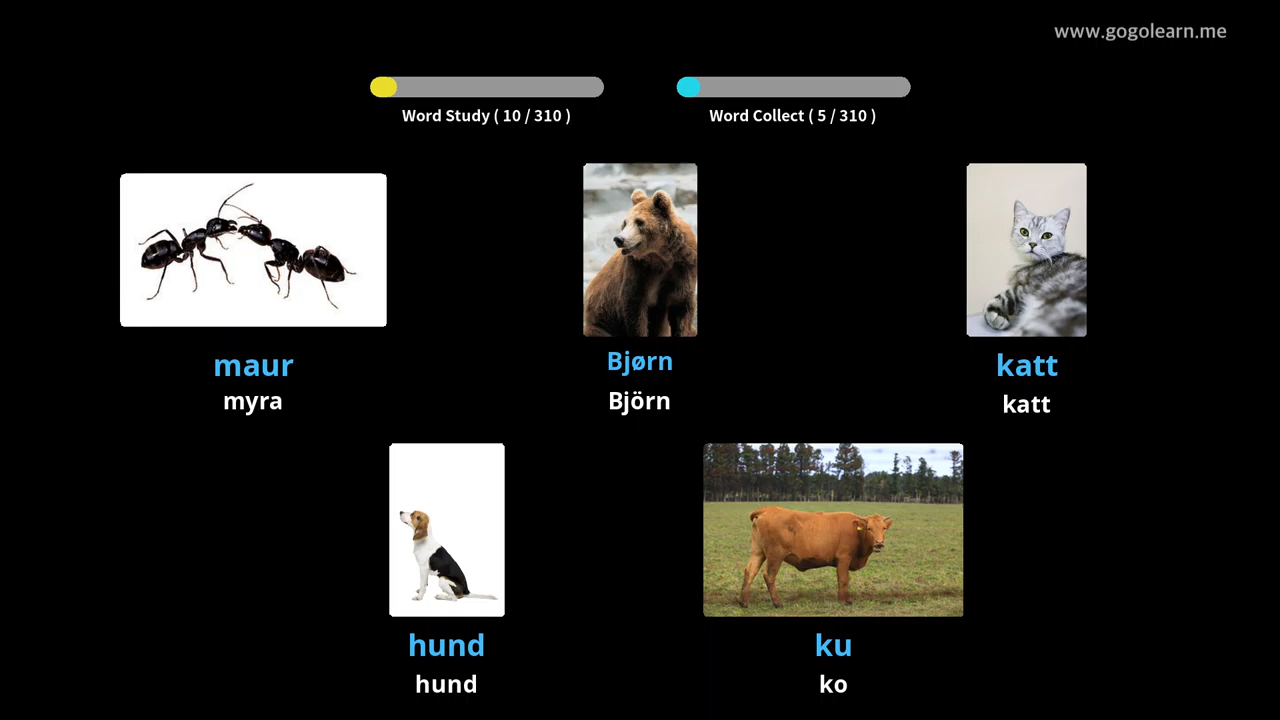 www.gogolearn.me
Word Study ( 10 / 310 )
Word Collect ( 5 / 310 )
maur
myra
Bjørn
Björn
katt
katt
hund
hund
ku
ko